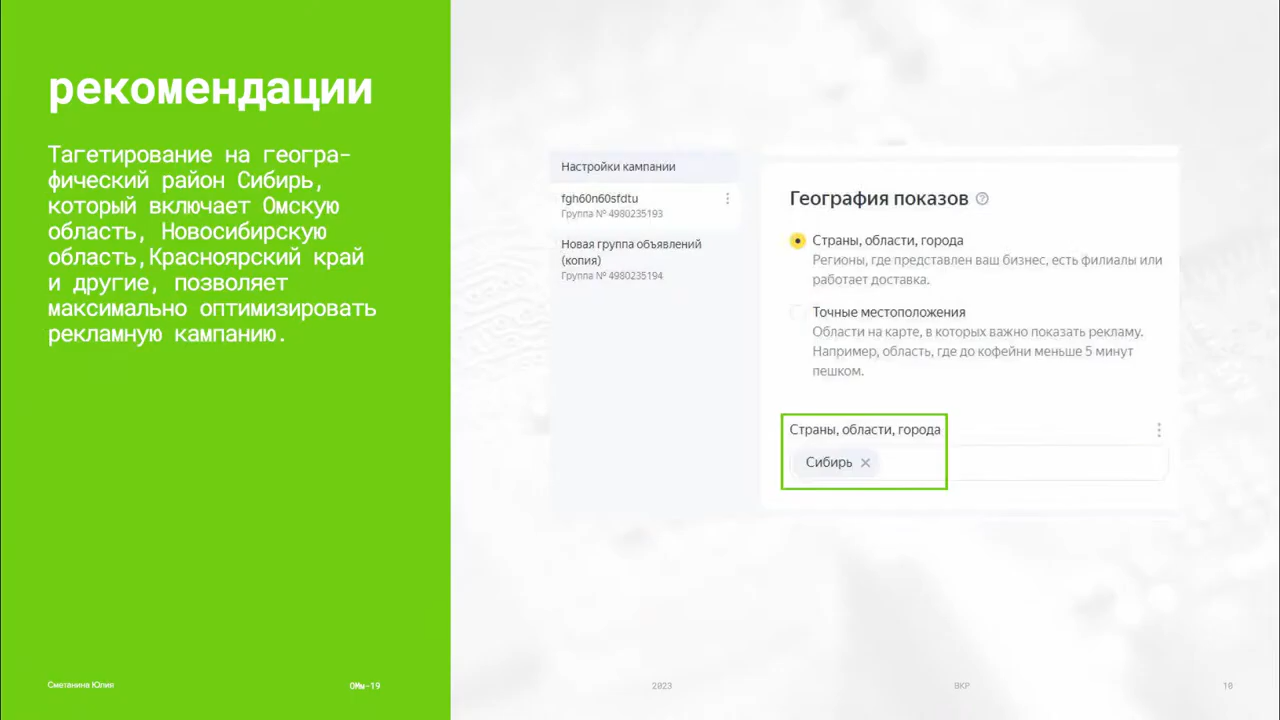 рекомендации
Тагетирование на геогра-
фический район Сибирь,
который включает Омскую
область, Новосибирскую
область,Красноярский край
и другие, позволяет
максимально оптимизировать
рекламную кампанию.
Настройки кампании
fgh60n60sfdtu
Группа № 4980235193
Новая группа объявлений
(копия)
Группа № 4980235194
География показов
Страны, области, города
Регионы, где представлен ваш бизнес, есть филиалы или
работает доставка.
Точные местоположения
Области на карте, в которых важно показать рекламу.
Например, область, где до кофейни меньше 5 минут
пешком.
Страны, области, города
Сибирь
Сметанина Юлия
ОМм-19
2023
ВКР
10